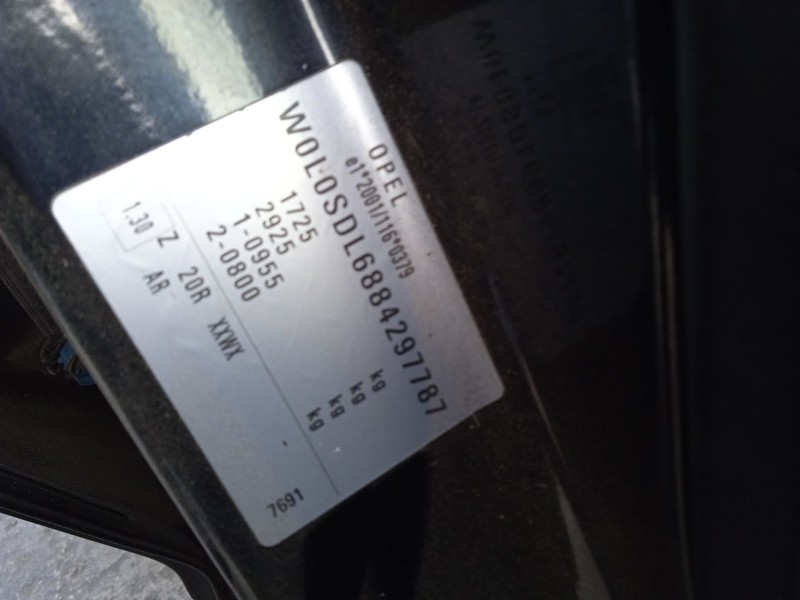 OPEL
e1*2001/116*0379
W0L0SDL6884297787
1725 kg
2925 kg
1-0955 kg
2-0800 kg
1.30 Z 20R XXWX
AR
7691